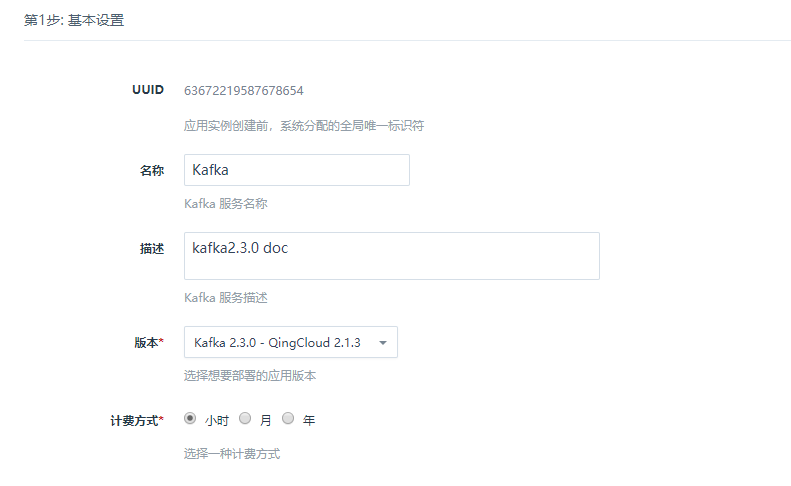 第1步: 基本设置
UUID 63672219587678654
应用实例创建前，系统分配的全局唯一标识符
名称 Kafka
Kafka 服务名称
描述 kafka2.3.0 doc
Kafka 服务描述
版本* Kafka 2.3.0 - QingCloud 2.1.3
选择想要部署的应用版本
计费方式* 小时 月 年
选择一种计费方式